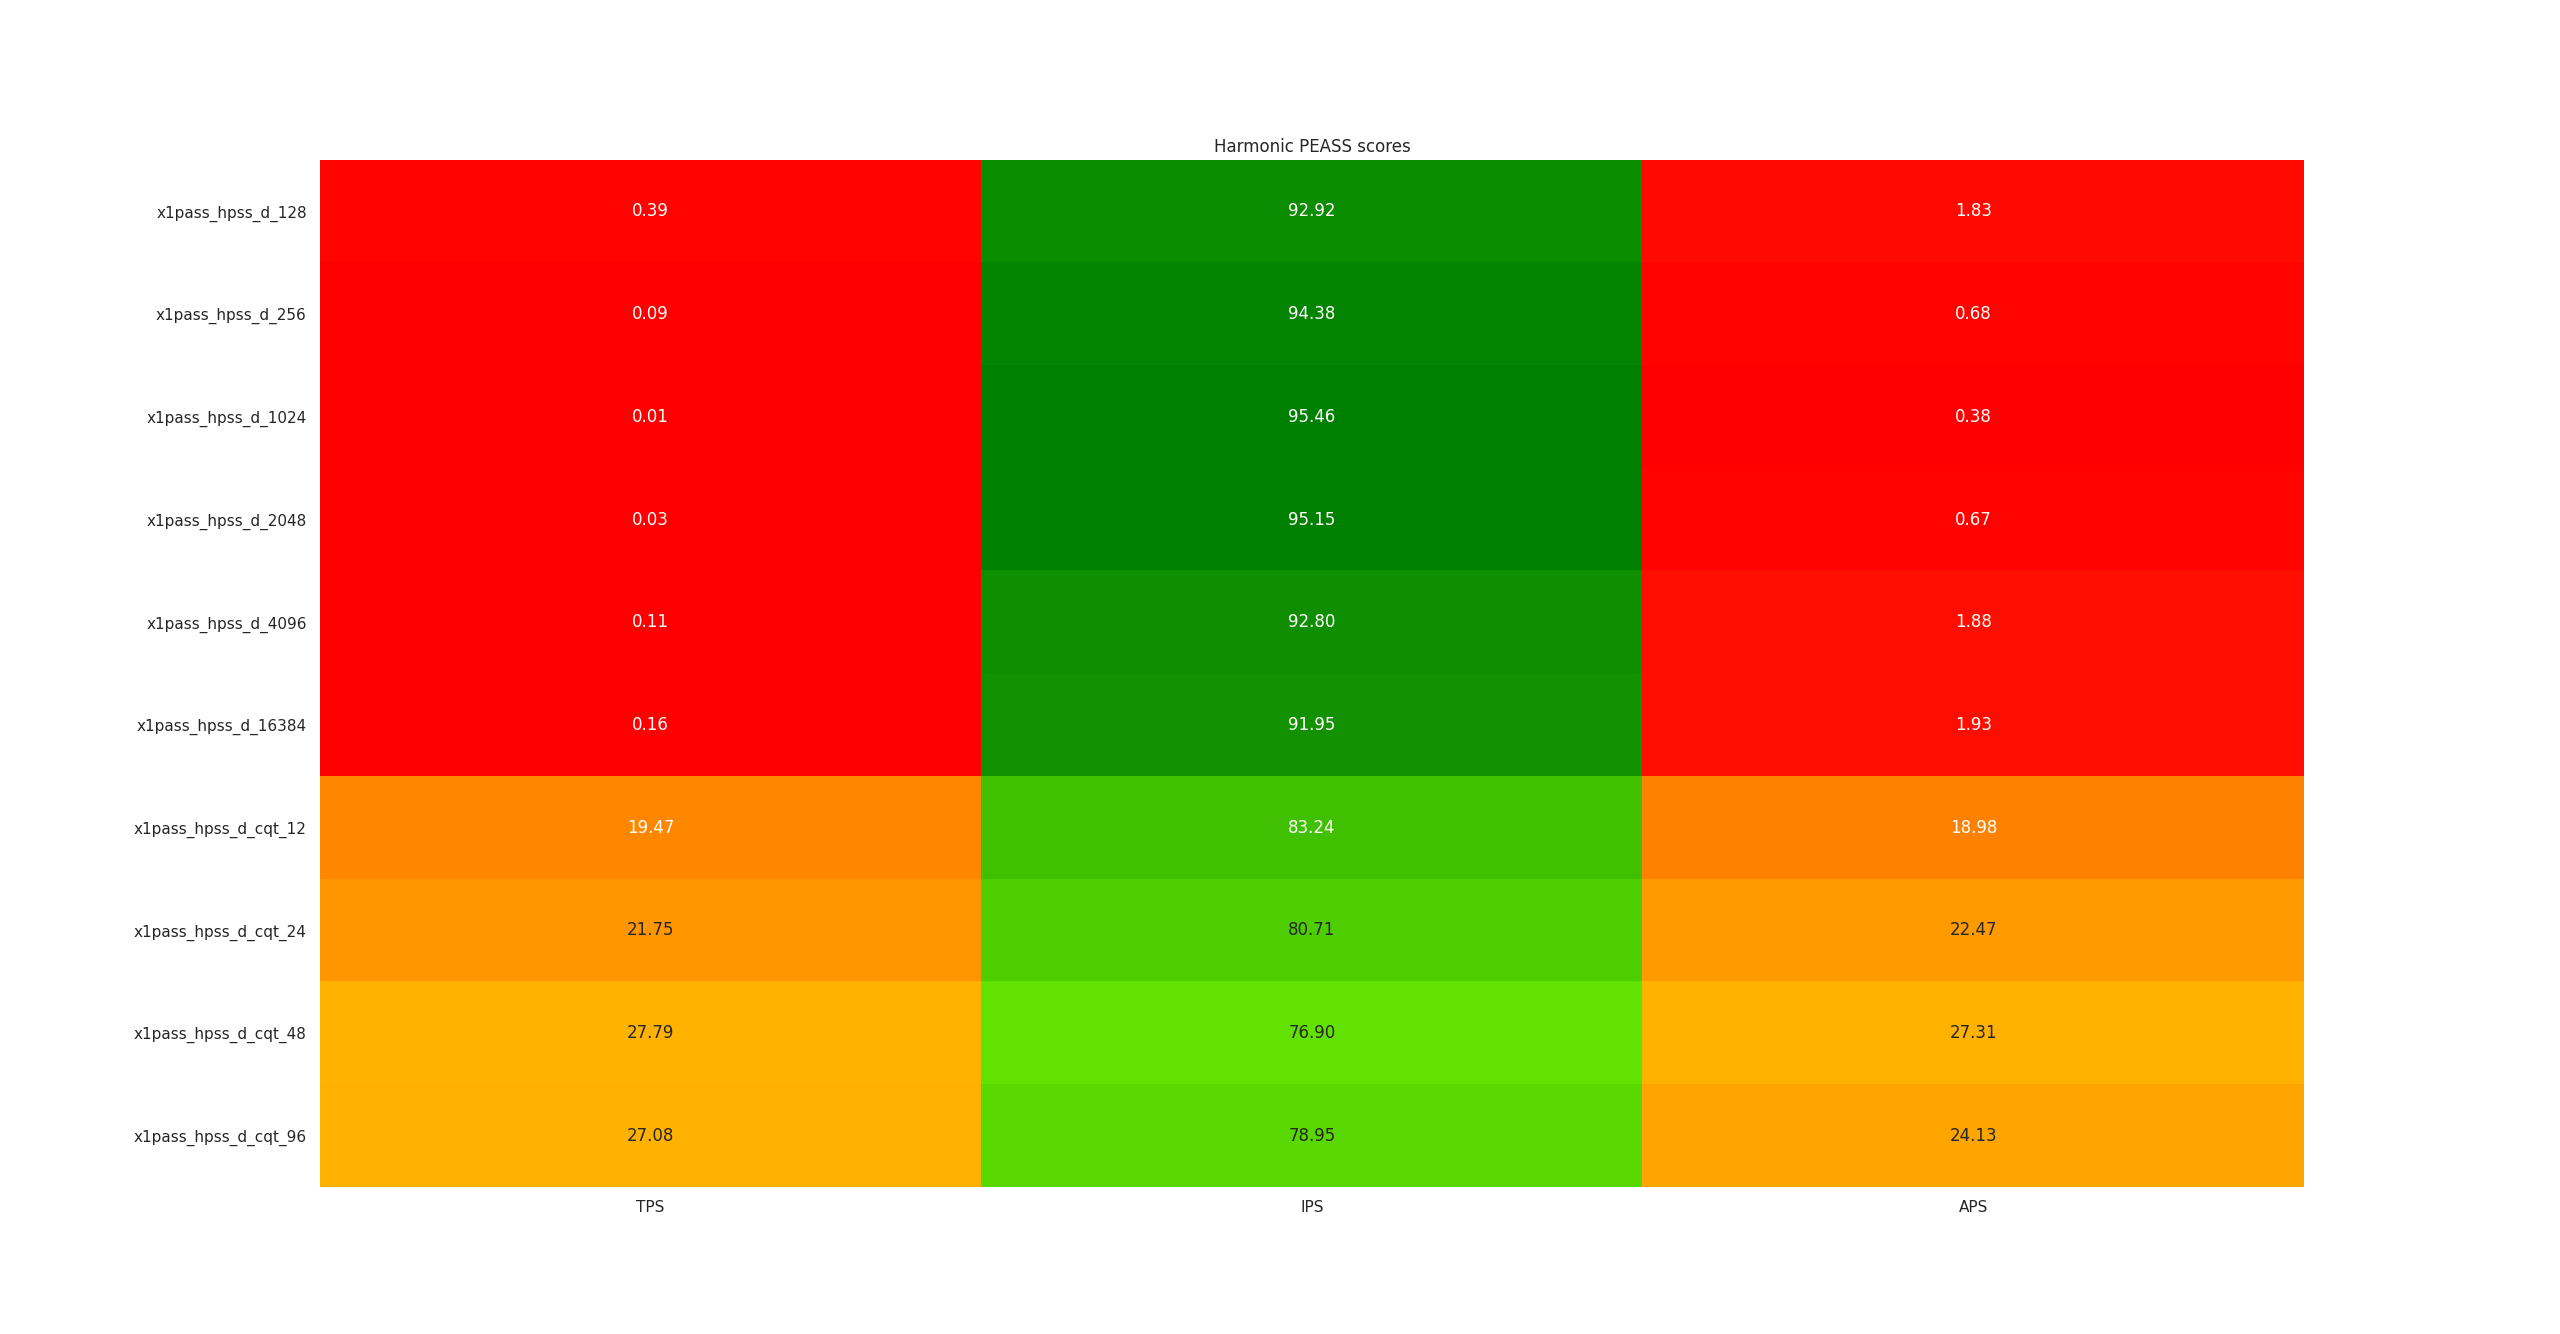 Harmonic PEASS scores
x1pass_hpss_d_128 0.39 92.92 1.83
x1pass_hpss_d_256 0.09 94.38 0.68
x1pass_hpss_d_1024 0.01 95.46 0.38
x1pass_hpss_d_2048 0.03 95.15 0.67
x1pass_hpss_d_4096 0.11 92.80 1.88
x1pass_hpss_d_16384 0.16 91.95 1.93
x1pass_hpss_d_cqt_12 19.47 83.24 18.98
x1pass_hpss_d_cqt_24 21.75 80.71 22.47
x1pass_hpss_d_cqt_48 27.79 76.90 27.31
x1pass_hpss_d_cqt_96 27.08 78.95 24.13
TPS IPS APS